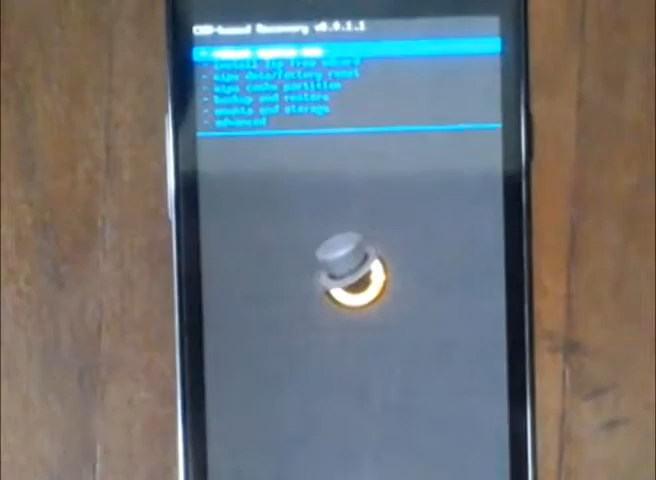 CWM-based Recovery v5.0.1.1
- reboot system now
- install zip from sdcard
- wipe data/factory reset
- wipe cache partition
- backup and restore
- mounts and storage
- advanced